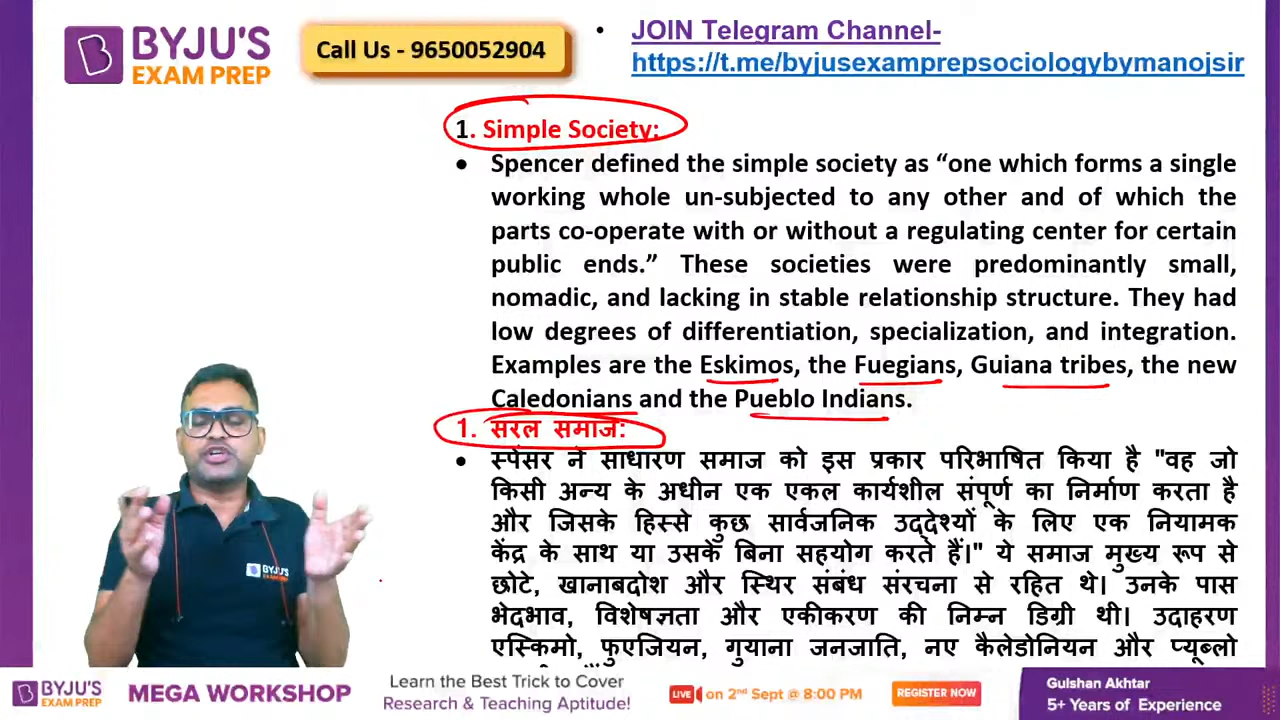 BYJU'S
EXAM PREP
Call Us - 9650052904
• JOIN Telegram Channel-
https://t.me/byjusexamprepsociologybymanojsir
1. Simple Society:
• Spencer defined the simple society as “one which forms a single
working whole un-subjected to any other and of which the
parts co-operate with or without a regulating center for certain
public ends.” These societies were predominantly small,
nomadic, and lacking in stable relationship structure. They had
low degrees of differentiation, specialization, and integration.
Examples are the Eskimos, the Fuegians, Guiana tribes, the new
Caledonians and the Pueblo Indians.
1. सरल समाज:
• स्पेंसर ने साधारण समाज को इस प्रकार परिभाषित किया है "वह जो
किसी अन्य के अधीन एक एकल कार्यशील संपूर्ण का निर्माण करता है
और जिसके हिस्से कुछ सार्वजनिक उद्देश्यों के लिए एक नियामक
केंद्र के साथ या उसके बिना सहयोग करते हैं।" ये समाज मुख्य रूप से
छोटे, खानाबदोश और स्थिर संबंध संरचना से रहित थे। उनके पास
भेदभाव, विशेषज्ञता और एकीकरण की निम्न डिग्री थी। उदाहरण
एस्किमो, फुएजियन, गुयाना जनजाति, नए कैलेडोनियन और प्यूब्लो
BYJU'S
BYJU'S
EXAM PREP
MEGA WORKSHOP
Learn the Best Trick to Cover
Research & Teaching Aptitude!
LIVE on 2nd Sept @ 8:00 PM
REGISTER NOW
Gulshan Akhtar
5+ Years of Experience